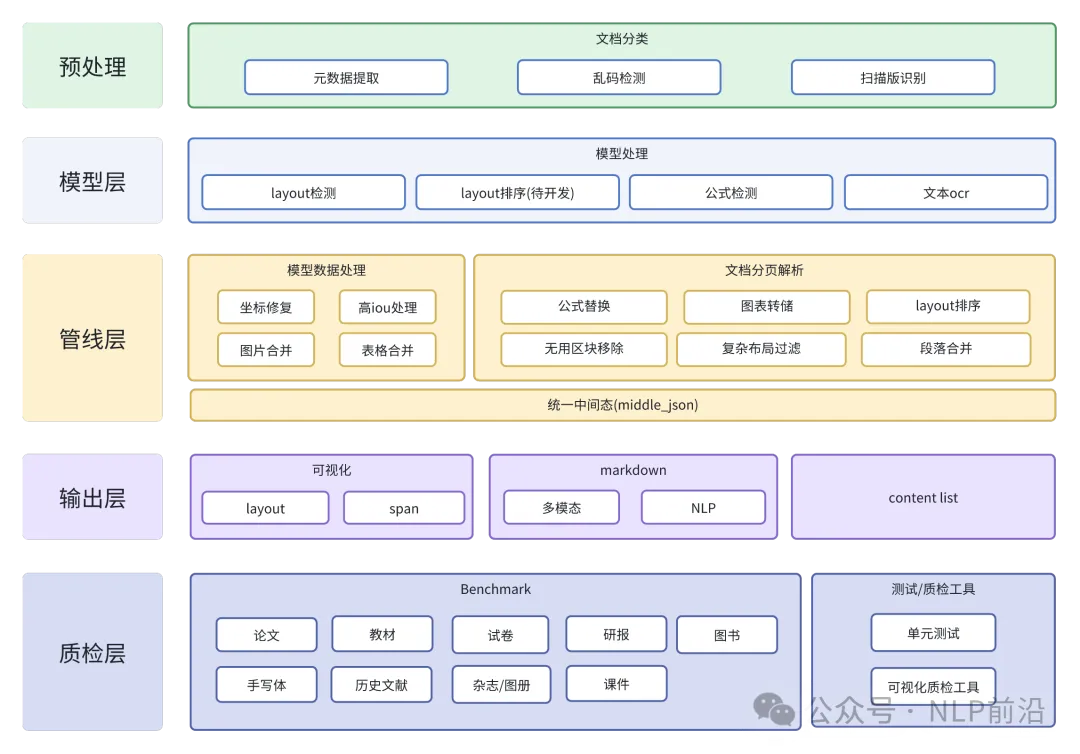 预处理
文档分类
元数据提取
乱码检测
扫描版识别
模型层
模型处理
layout检测
layout排序(待开发)
公式检测
文本ocr
管线层
模型数据处理
坐标修复
高iou处理
图片合并
表格合并
文档分页解析
公式替换
图表转储
layout排序
无用区块移除
复杂布局过滤
段落合并
统一中间态(middle_json)
输出层
可视化
layout
span
markdown
多模态
NLP
content list
质检层
Benchmark
论文
教材
试卷
研报
图书
手写体
历史文献
杂志/图册
课件
测试/质检工具
单元测试
可视化质检工具
公众号 · NLP前沿